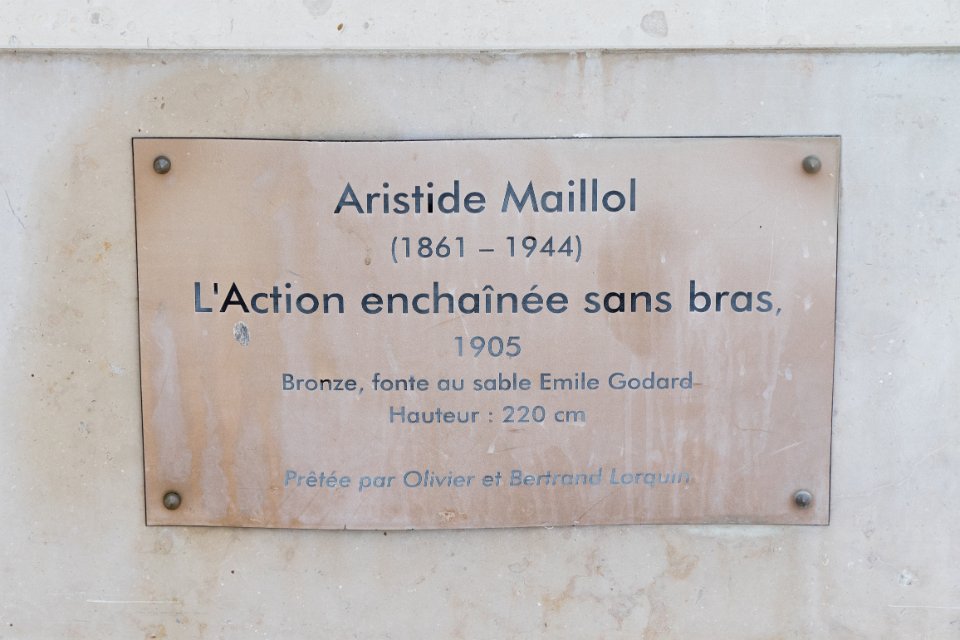 Aristide Maillol
(1861 – 1944)
L'Action enchaînée sans bras,
1905
Bronze, fonte au sable Emile Godard
Hauteur : 220 cm
Prêtée par Olivier et Bertrand Lorquin